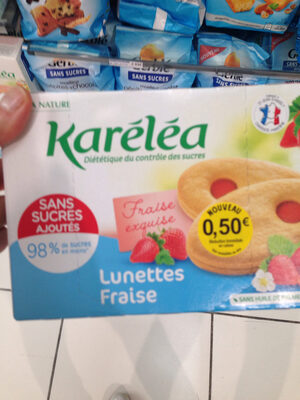 SANS SUCRES
SANS SUCRES
LA NATURE
Karéléa
Diététique du contrôle des sucres
SANS
SUCRES
AJOUTÉS
98% de sucres
en moins
Fraise
exquise
NOUVEAU
0,50€
Lunettes
Fraise
SANS HUILE DE PALME